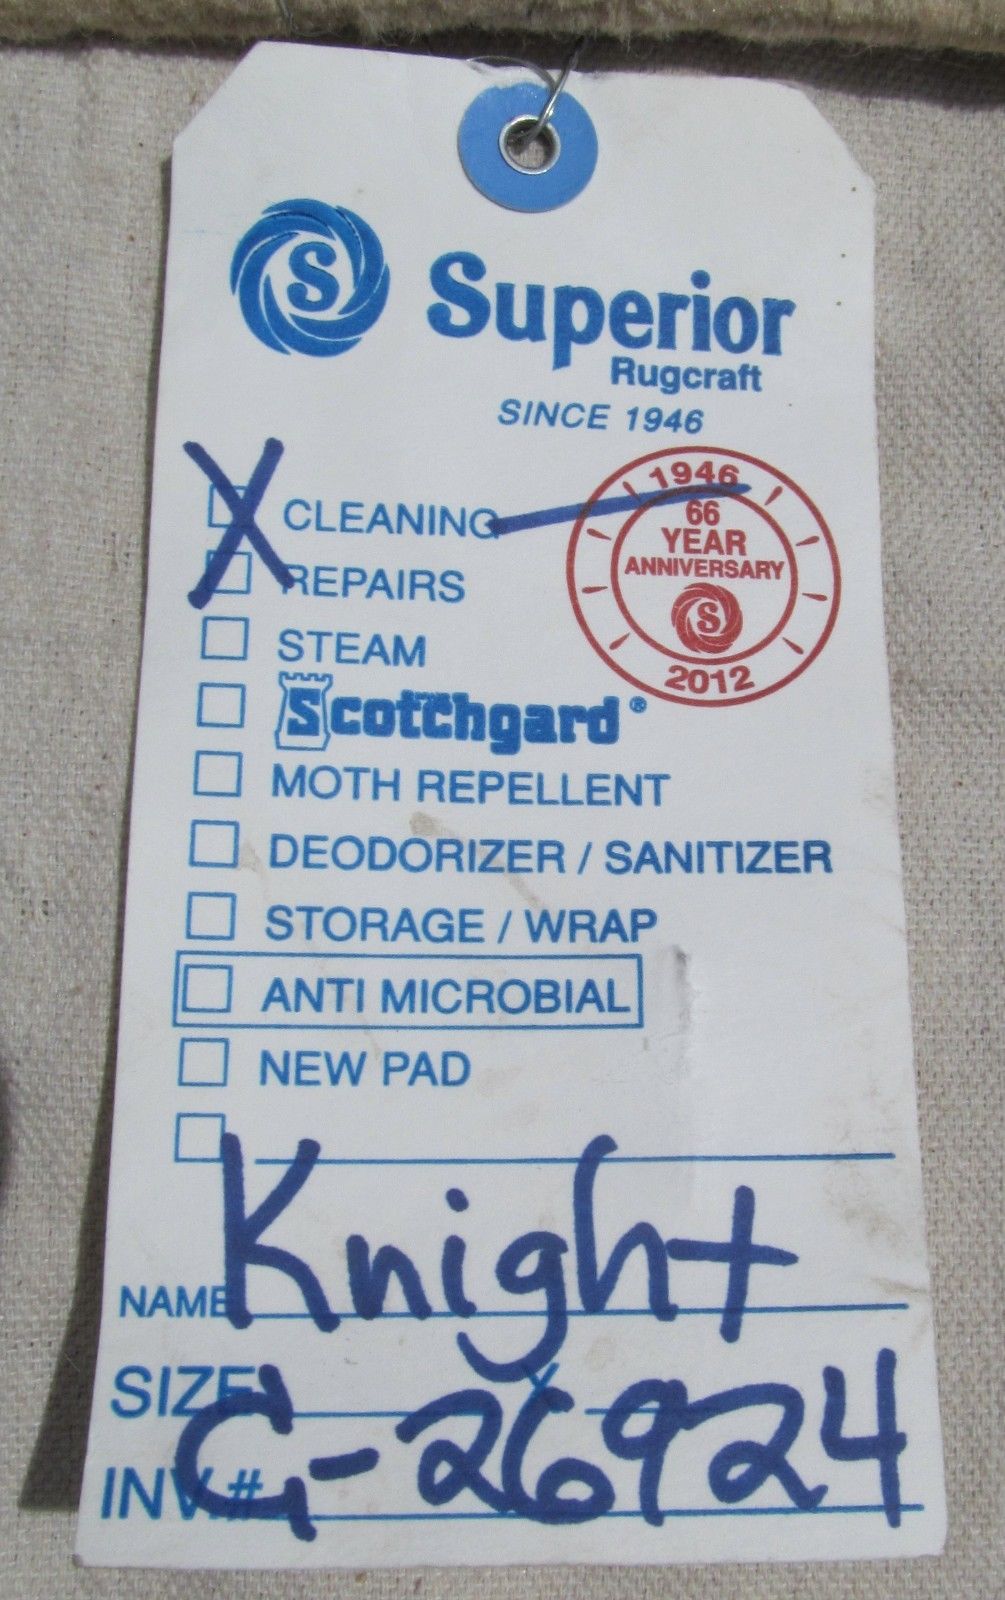 S
Superior
Rugcraft
SINCE 1946
X CLEANING
REPAIRS
STEAM
Scotchgard®
MOTH REPELLENT
DEODORIZER / SANITIZER
STORAGE / WRAP
ANTI MICROBIAL
NEW PAD
1946
66
YEAR
ANNIVERSARY
S
2012
NAME Knight
SIZE X
INV.# G-26924